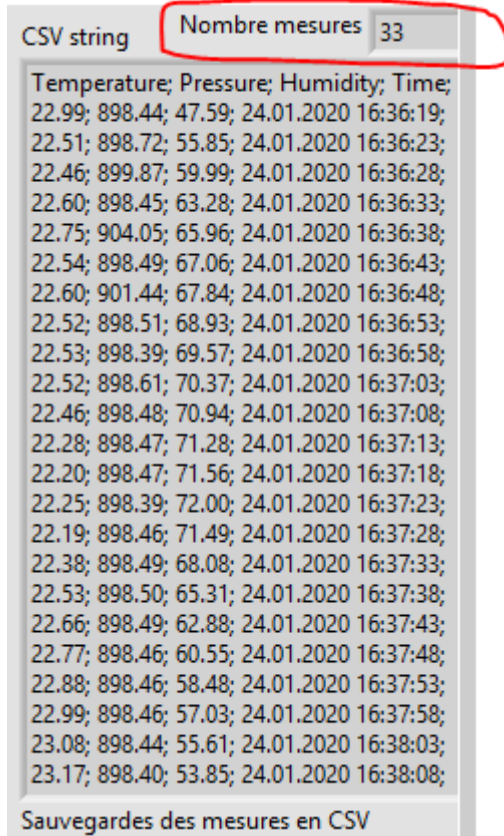 CSV string
Nombre mesures 33
Temperature; Pressure; Humidity; Time;
22.99; 898.44; 47.59; 24.01.2020 16:36:19;
22.51; 898.72; 55.85; 24.01.2020 16:36:23;
22.46; 899.87; 59.99; 24.01.2020 16:36:28;
22.60; 898.45; 63.28; 24.01.2020 16:36:33;
22.75; 904.05; 65.96; 24.01.2020 16:36:38;
22.54; 898.49; 67.06; 24.01.2020 16:36:43;
22.60; 901.44; 67.84; 24.01.2020 16:36:48;
22.52; 898.51; 68.93; 24.01.2020 16:36:53;
22.53; 898.39; 69.57; 24.01.2020 16:36:58;
22.52; 898.61; 70.37; 24.01.2020 16:37:03;
22.46; 898.48; 70.94; 24.01.2020 16:37:08;
22.28; 898.47; 71.28; 24.01.2020 16:37:13;
22.20; 898.47; 71.56; 24.01.2020 16:37:18;
22.25; 898.39; 72.00; 24.01.2020 16:37:23;
22.19; 898.46; 71.49; 24.01.2020 16:37:28;
22.38; 898.49; 68.08; 24.01.2020 16:37:33;
22.53; 898.50; 65.31; 24.01.2020 16:37:38;
22.66; 898.49; 62.88; 24.01.2020 16:37:43;
22.77; 898.46; 60.55; 24.01.2020 16:37:48;
22.88; 898.46; 58.48; 24.01.2020 16:37:53;
22.99; 898.46; 57.03; 24.01.2020 16:37:58;
23.08; 898.44; 55.61; 24.01.2020 16:38:03;
23.17; 898.40; 53.85; 24.01.2020 16:38:08;
Sauvegardes des mesures en CSV